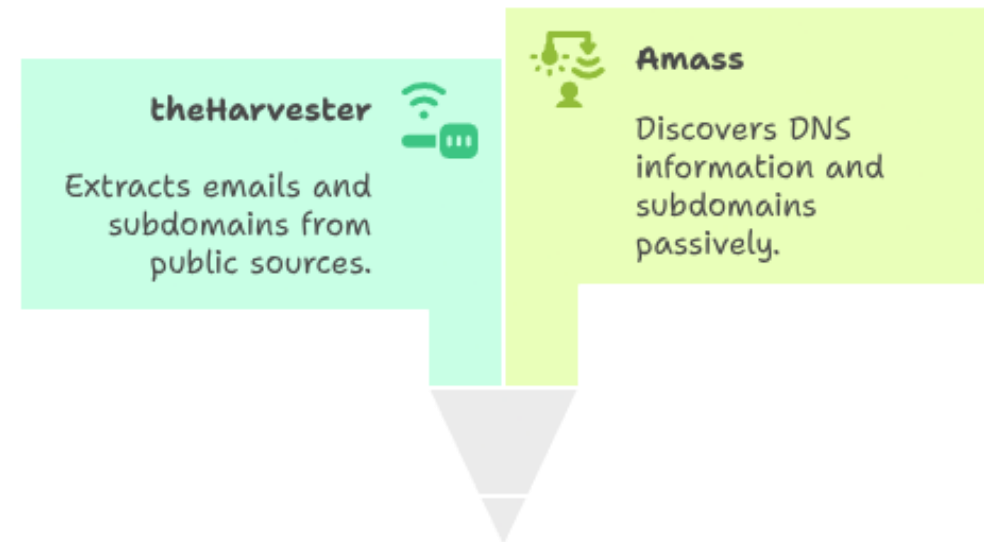 theHarvester
Extracts emails and
subdomains from
public sources.
Amass
Discovers DNS
information and
subdomains
passively.